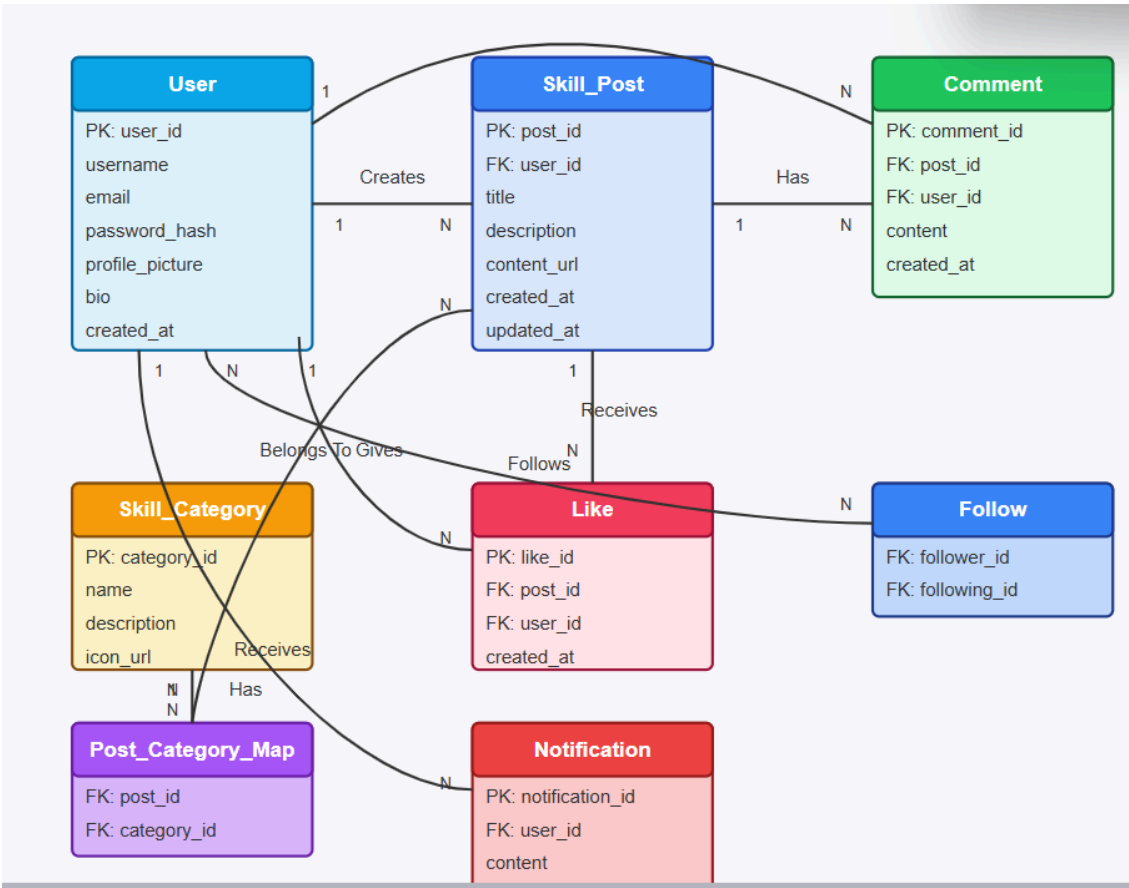 User
PK: user_id
username
email
password_hash
profile_picture
bio
created_at
Skill_Post
PK: post_id
FK: user_id
title
description
content_url
created_at
updated_at
Comment
PK: comment_id
FK: post_id
FK: user_id
content
created_at
1
N
Creates
1
N
Has
1
N
N
1
N
1
1
Receives
N
Belongs To
Gives
Follows
N
N
Skill_Category
PK: category_id
name
description
icon_url
Like
PK: like_id
FK: post_id
FK: user_id
created_at
Follow
FK: follower_id
FK: following_id
Receives
Has
N
Post_Category_Map
FK: post_id
FK: category_id
N
Notification
PK: notification_id
FK: user_id
content